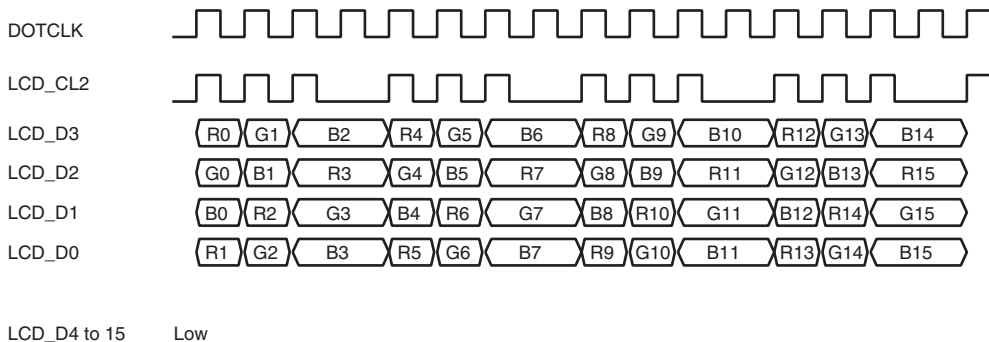 DOTCLK
LCD_CL2
LCD_D3 R0 G1 B2 R4 G5 B6 R8 G9 B10 R12 G13 B14
LCD_D2 G0 B1 R3 G4 B5 R7 G8 B9 R11 G12 B13 R15
LCD_D1 B0 R2 G3 B4 R6 G7 B8 R10 G11 B12 R14 G15
LCD_D0 R1 G2 B3 R5 G6 B7 R9 G10 B11 R13 G14 B15
LCD_D4 to 15 Low